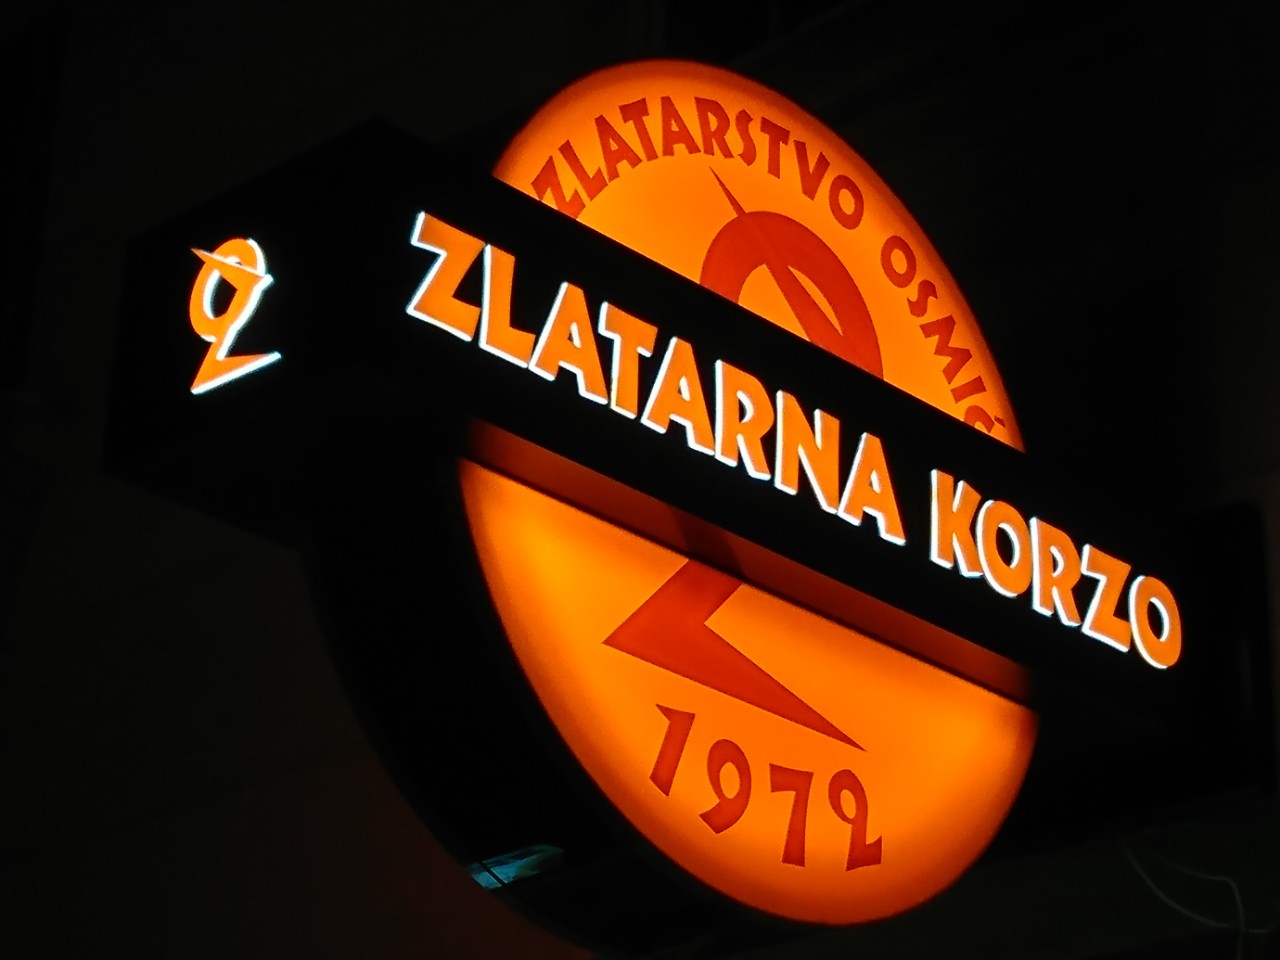 ZLATARSTVO OSMIĆ
ZLATARNA KORZO
1972